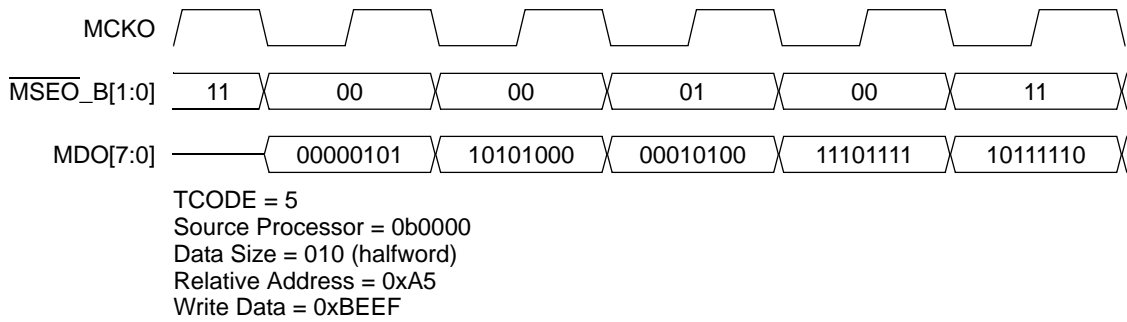 MCKO
MSEO_B[1:0] 11 00 00 01 00 11
MDO[7:0] 00000101 10101000 00010100 11101111 10111110
TCODE = 5
Source Processor = 0b0000
Data Size = 010 (halfword)
Relative Address = 0xA5
Write Data = 0xBEEF